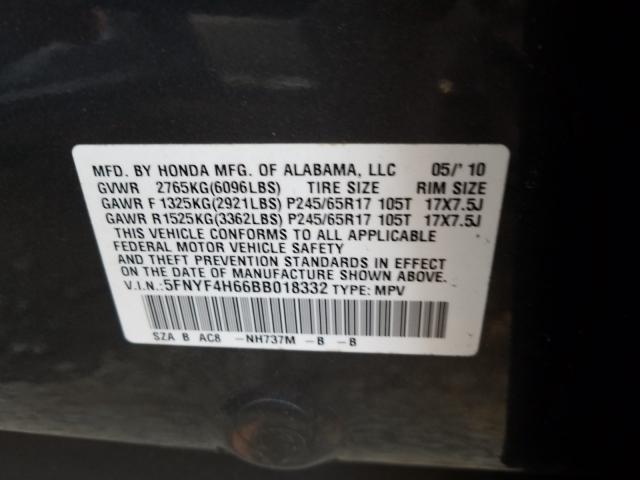 MFD. BY HONDA MFG. OF ALABAMA, LLC 05/'10
GVWR 2765KG(6096LBS) TIRE SIZE RIM SIZE
GAWR F 1325KG(2921LBS) P245/65R17 105T 17X7.5J
GAWR R1525KG(3362LBS) P245/65R17 105T 17X7.5J
THIS VEHICLE CONFORMS TO ALL APPLICABLE
FEDERAL MOTOR VEHICLE SAFETY
AND THEFT PREVENTION STANDARDS IN EFFECT
ON THE DATE OF MANUFACTURE SHOWN ABOVE.
V.I.N.:5FNYF4H66BB018332 TYPE: MPV
SZA B AC8 -NH737M -B -B